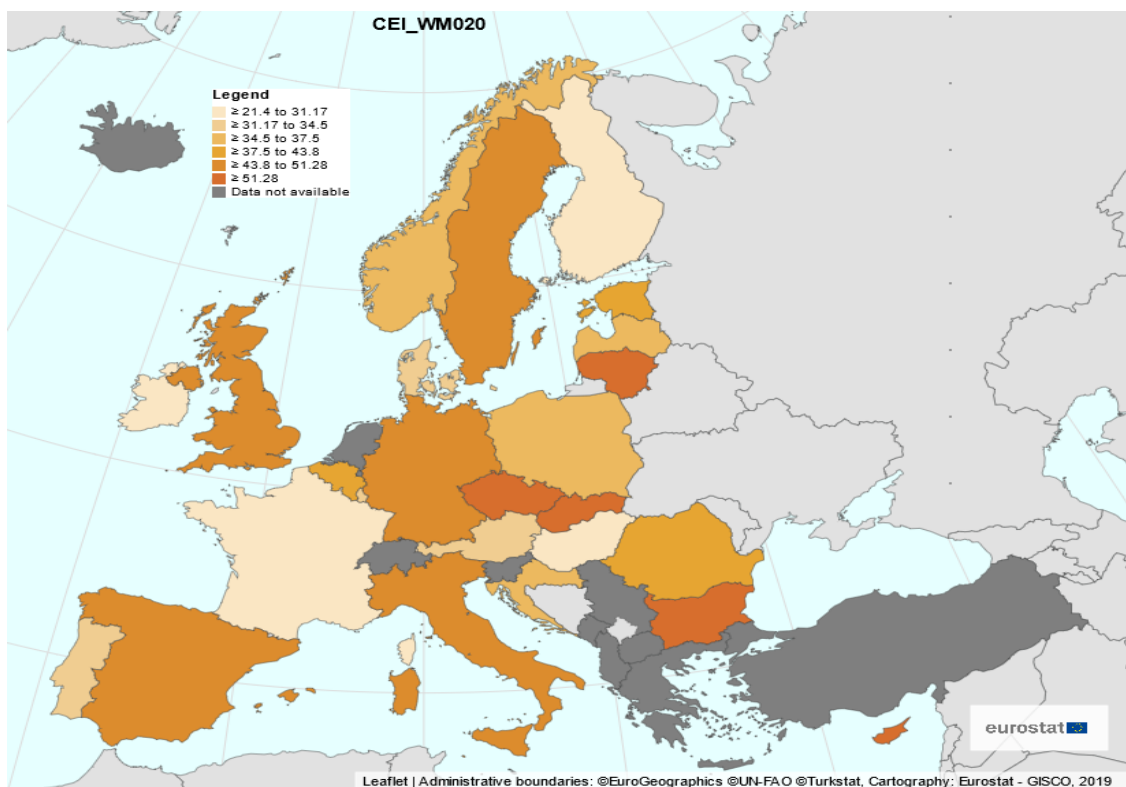 CEI_WM020
Legend
≥ 21.4 to 31.17
≥ 31.17 to 34.5
≥ 34.5 to 37.5
≥ 37.5 to 43.8
≥ 43.8 to 51.28
≥ 51.28
Data not available
eurostat
Leaflet | Administrative boundaries: ©EuroGeographics ©UN-FAO ©Turkstat, Cartography: Eurostat - GISCO, 2019